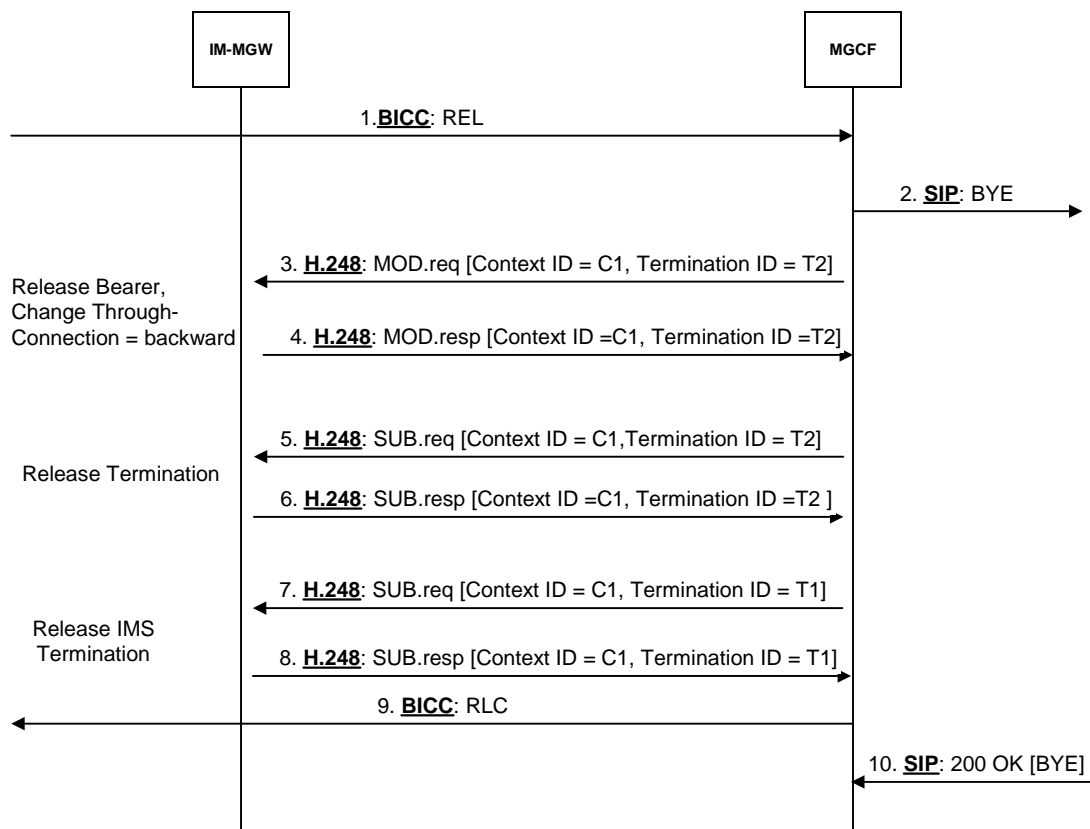 IM-MGW
MGCF
1.BICC: REL
2. SIP: BYE
3. H.248: MOD.req [Context ID = C1, Termination ID = T2]
Release Bearer,
Change Through-
Connection = backward
4. H.248: MOD.resp [Context ID =C1, Termination ID =T2]
5. H.248: SUB.req [Context ID = C1,Termination ID = T2]
Release Termination
6. H.248: SUB.resp [Context ID =C1, Termination ID =T2 ]
7. H.248: SUB.req [Context ID = C1, Termination ID = T1]
Release IMS
Termination
8. H.248: SUB.resp [Context ID = C1, Termination ID = T1]
9. BICC: RLC
10. SIP: 200 OK [BYE]